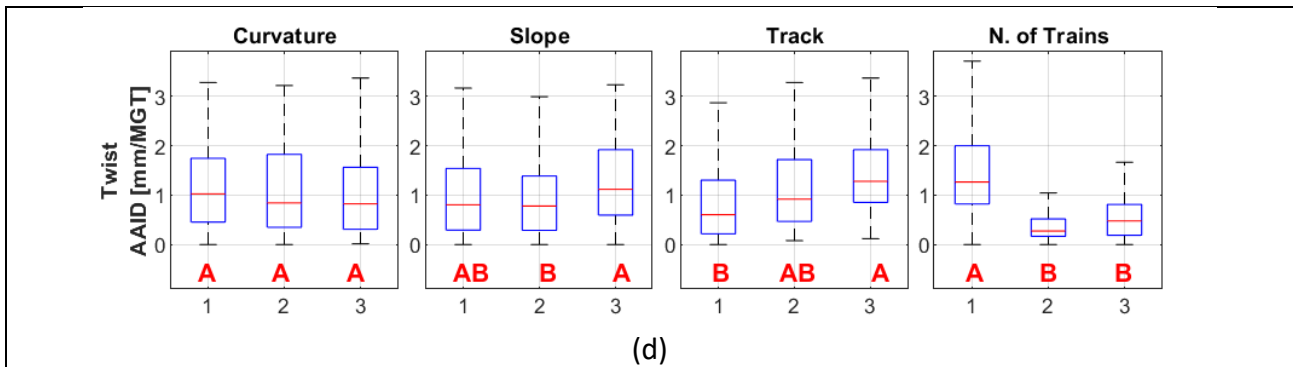 Curvature Slope Track N. of Trains
Twist
AAID [mm/MGT]
3 3 3 3
2 2 2 2
1 1 1 1
0 0 0 0
A A A AB B A B AB A A B B
1 2 3 1 2 3 1 2 3 1 2 3
(d)